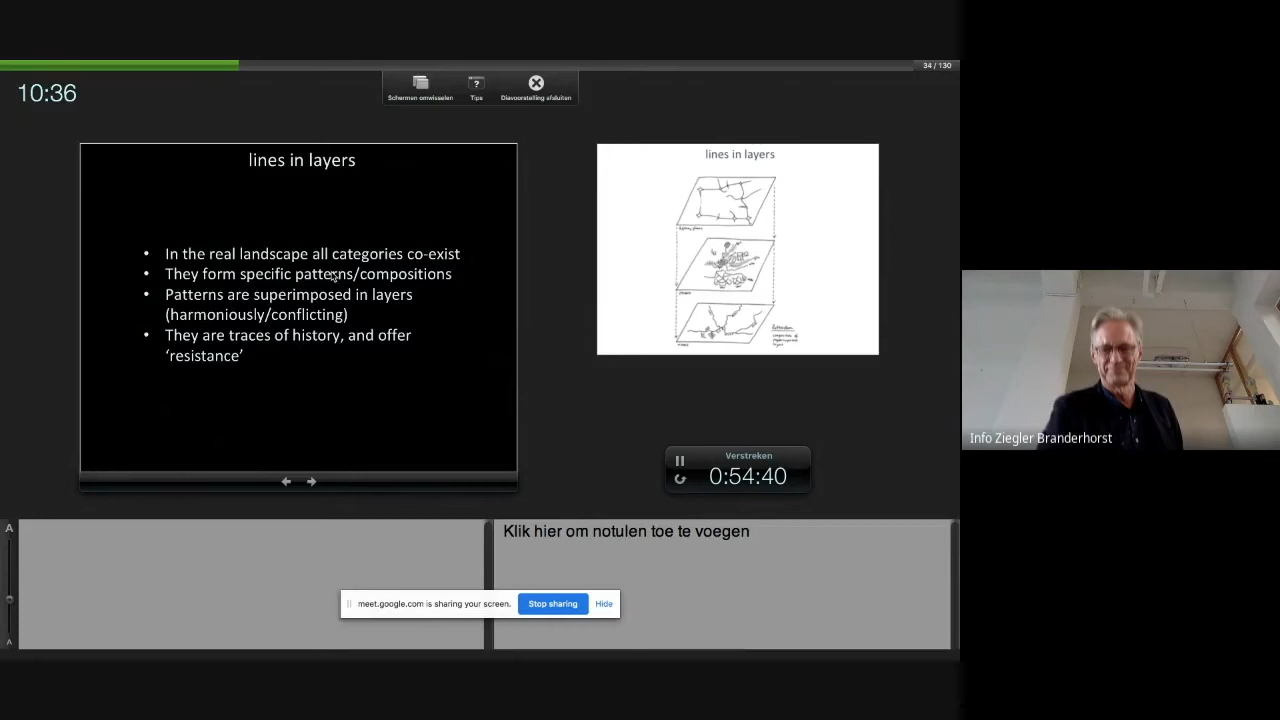 34 / 130
10:36
Schermen omwisselen
Tips
Diavoorstelling afsluiten
lines in layers
• In the real landscape all categories co-exist
• They form specific patterns/compositions
• Patterns are superimposed in layers
(harmoniously/conflicting)
• They are traces of history, and offer
‘resistance’
lines in layers
Verstreken
0:54:40
Info Ziegler Branderhorst
A
A
Klik hier om notulen toe te voegen
meet.google.com is sharing your screen.
Stop sharing
Hide